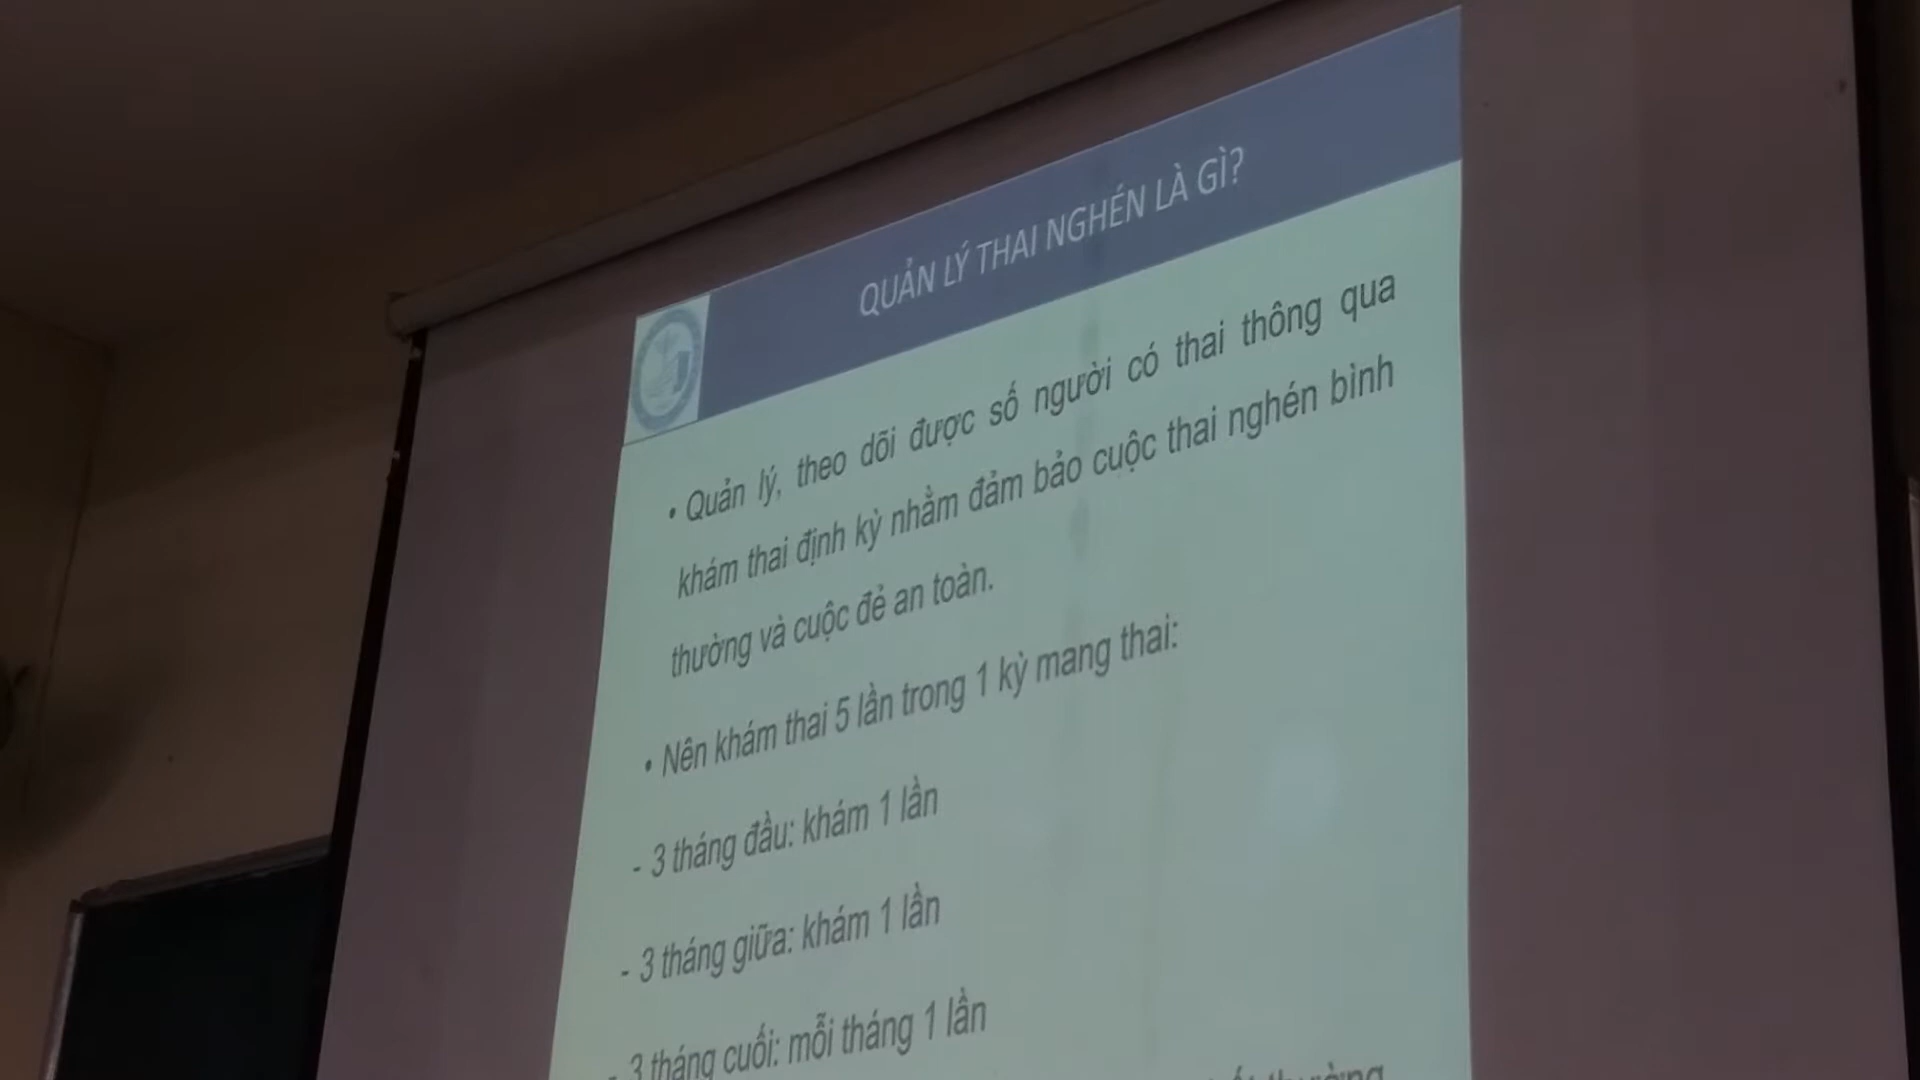 QUẢN LÝ THAI NGHÉN LÀ GÌ?
• Quản lý, theo dõi được số người có thai thông qua
khám thai định kỳ nhằm đảm bảo cuộc thai nghén bình
thường và cuộc đẻ an toàn.
• Nên khám thai 5 lần trong 1 kỳ mang thai:
- 3 tháng đầu: khám 1 lần
- 3 tháng giữa: khám 1 lần
- 3 tháng cuối: mỗi tháng 1 lần